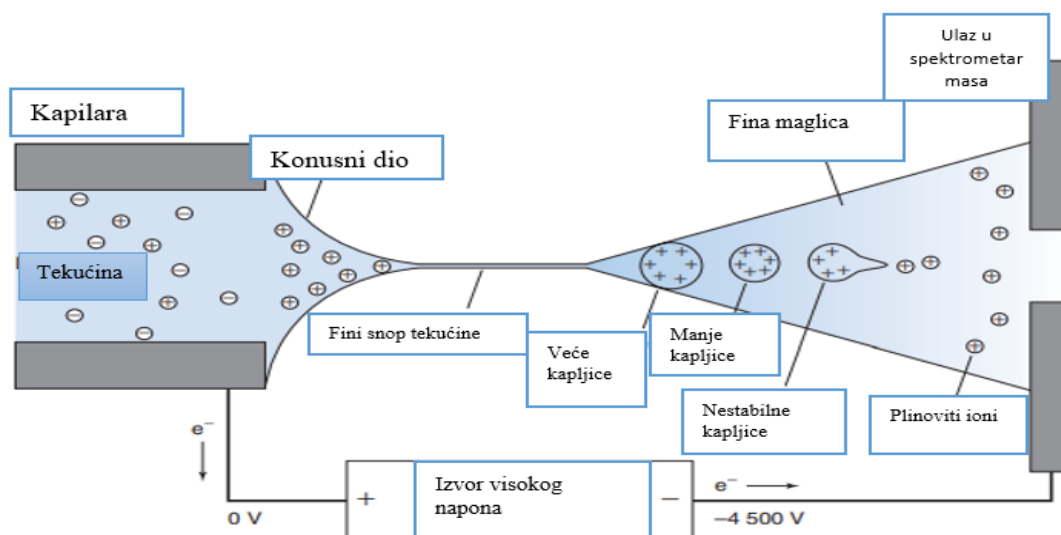 Ulaz u
spektrometar
masa
Kapilara
Fina maglica
Konusni dio
Tekućina
Fini snop tekućine
Veće
kapljice
Manje
kapljice
Nestabilne
kapljice
Plinoviti ioni
e⁻
+
Izvor visokog
napona
−
e⁻
0 V
−4 500 V